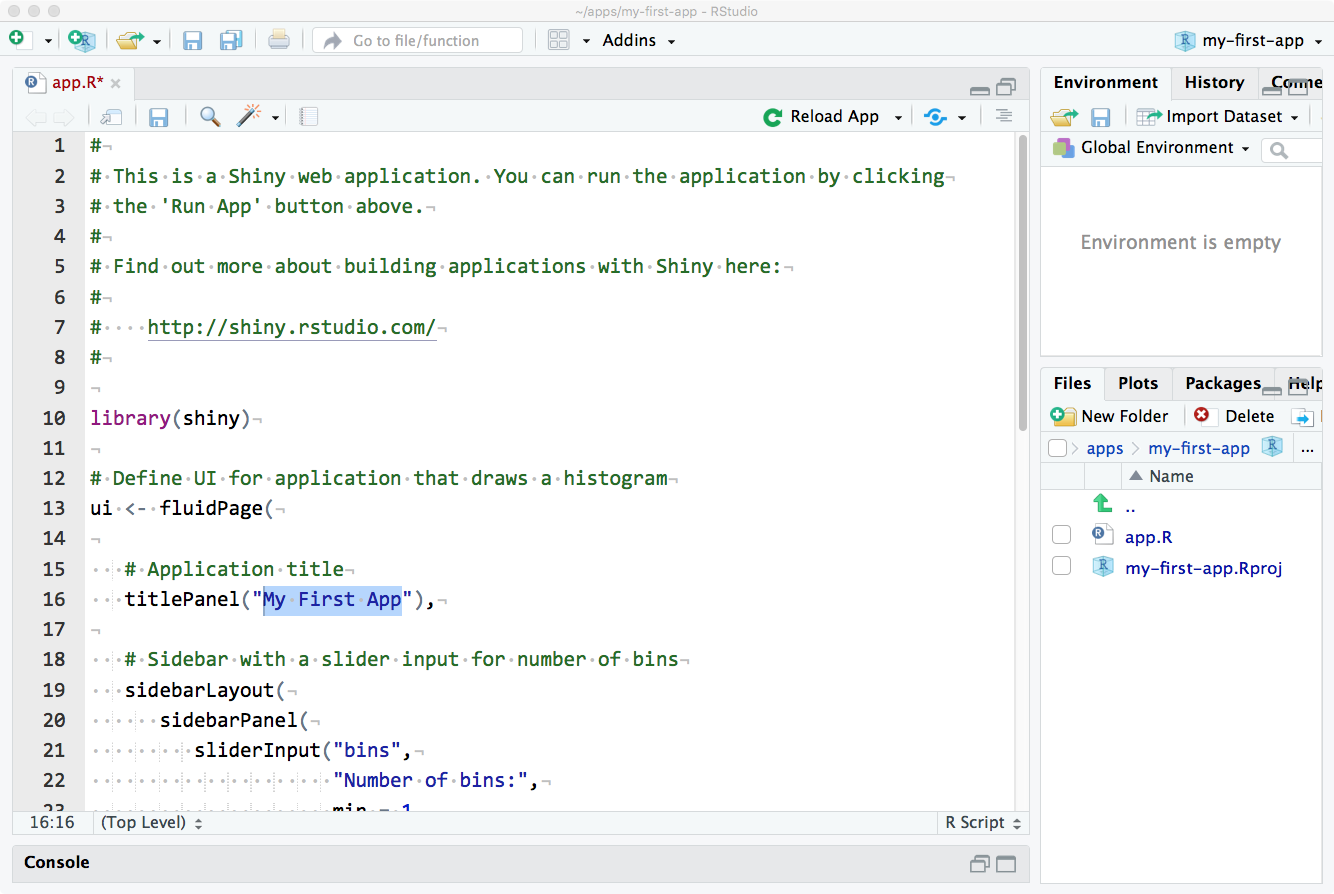 ~/apps/my-first-app - RStudio
Go to file/function
Addins
my-first-app
app.R*
Reload App
1 #
2 # This is a Shiny web application. You can run the application by clicking
3 # the 'Run App' button above.
4 #
5 # Find out more about building applications with Shiny here:
6 #
7 #    http://shiny.rstudio.com/
8 #
9
10 library(shiny)
11
12 # Define UI for application that draws a histogram
13 ui <- fluidPage(
14
15    # Application title
16    titlePanel("My First App"),
17
18    # Sidebar with a slider input for number of bins
19    sidebarLayout(
20       sidebarPanel(
21          sliderInput("bins",
22                      "Number of bins:",
23                      min = 1
16:16 (Top Level) R Script
Console
Environment History Conne
Import Dataset
Global Environment
Environment is empty
Files Plots Packages Help
New Folder Delete
apps my-first-app ...
Name
..
app.R
my-first-app.Rproj